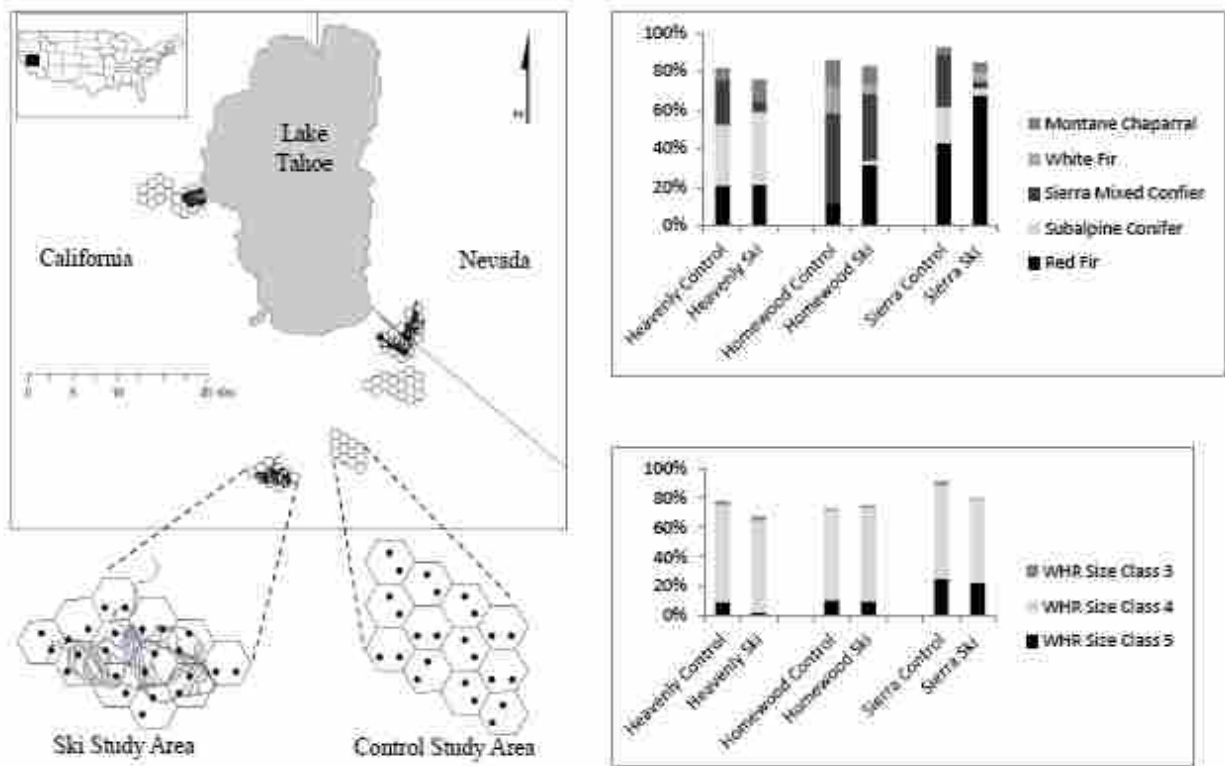 Lake
Tahoe
California
Nevada
0
5
10
Ski Study Area
Control Study Area
100%
80%
60%
40%
20%
0%
Heavenly Control
Heavenly Ski
Homewood Control
Homewood Ski
Sierra Control
Sierra Ski
Montane Chaparral
White Fir
Sierra Mixed Confier
Subalpine Conifer
Red Fir
100%
80%
60%
40%
20%
0%
Heavenly Control
Heavenly Ski
Homewood Control
Homewood Ski
Sierra Control
Sierra Ski
WHR Size Class 3
WHR Size Class 4
WHR Size Class 5